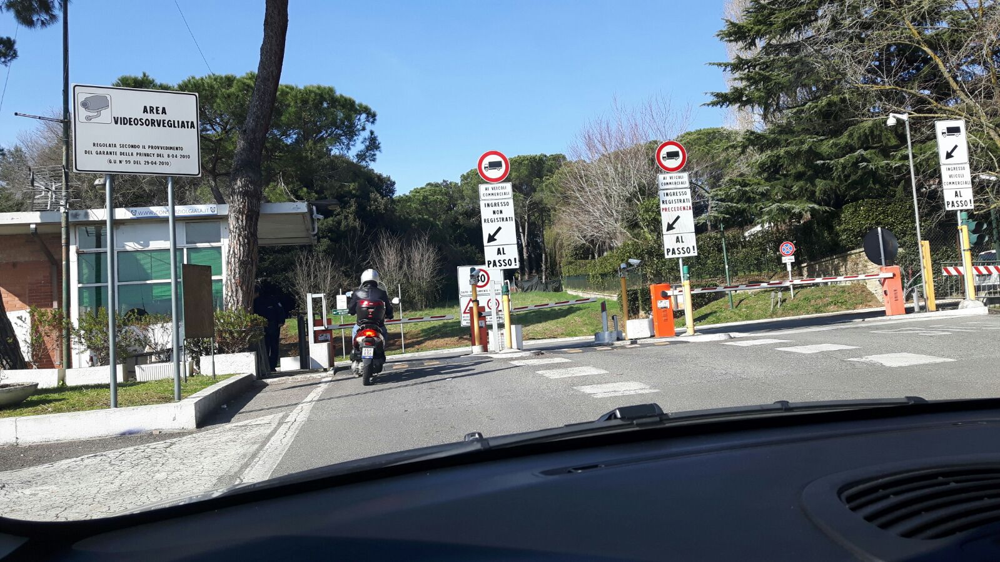 AREA
VIDEOSORVEGLIATA
REGOLATA SECONDO IL PROVVEDIMENTO
DEL GARANTE DELLA PRIVACY DEL 8-04 2010
(G.U. N° 99 DEL 29-04-2010)
WWW.CONSORZIOLGIATA.IT
AI VEICOLI
COMMERCIALI
INGRESSO
NON
REGISTRATI
AL
PASSO!
AI VEICOLI
COMMERCIALI
INGRESSO
REGISTRATI
PRECEDENZA
AL
PASSO!
INGRESSO
VEICOLI
COMMERCIALI
AL
PASSO!
RIBOT